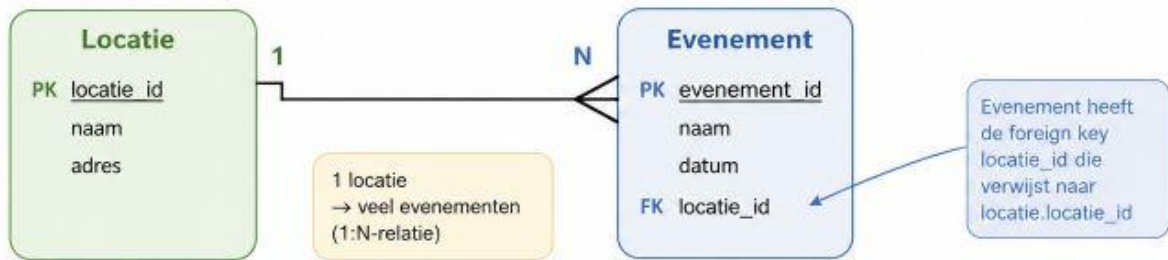 Locatie
PK locatie_id
naam
adres
1
N
1 locatie
→ veel evenementen
(1:N-relatie)
Evenement
PK evenement_id
naam
datum
FK locatie_id
Evenement heeft
de foreign key
locatie_id die
verwijst naar
locatie.locatie_id